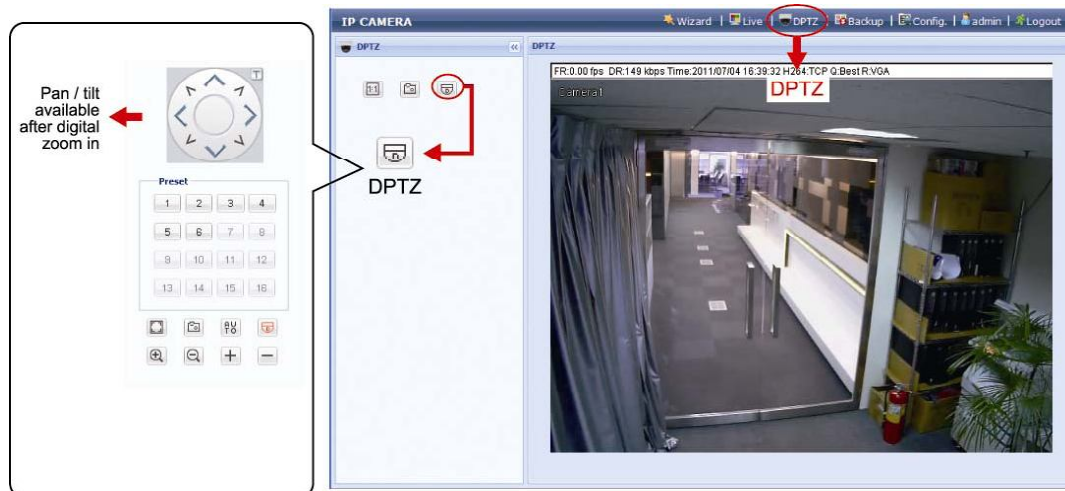 Pan / tilt
available
after digital
zoom in
T
Preset
1 2 3 4
5 6 7 8
9 10 11 12
13 14 15 16
AU
TO
IP CAMERA
Wizard | Live | DPTZ | Backup | Config. | admin | Logout
DPTZ
DPTZ
1:1
DPTZ
FR:0.00 fps DR:149 kbps Time:2011/07/04 16:39:32 H264:TCP Q:Best R:VGA
DPTZ
Camera1